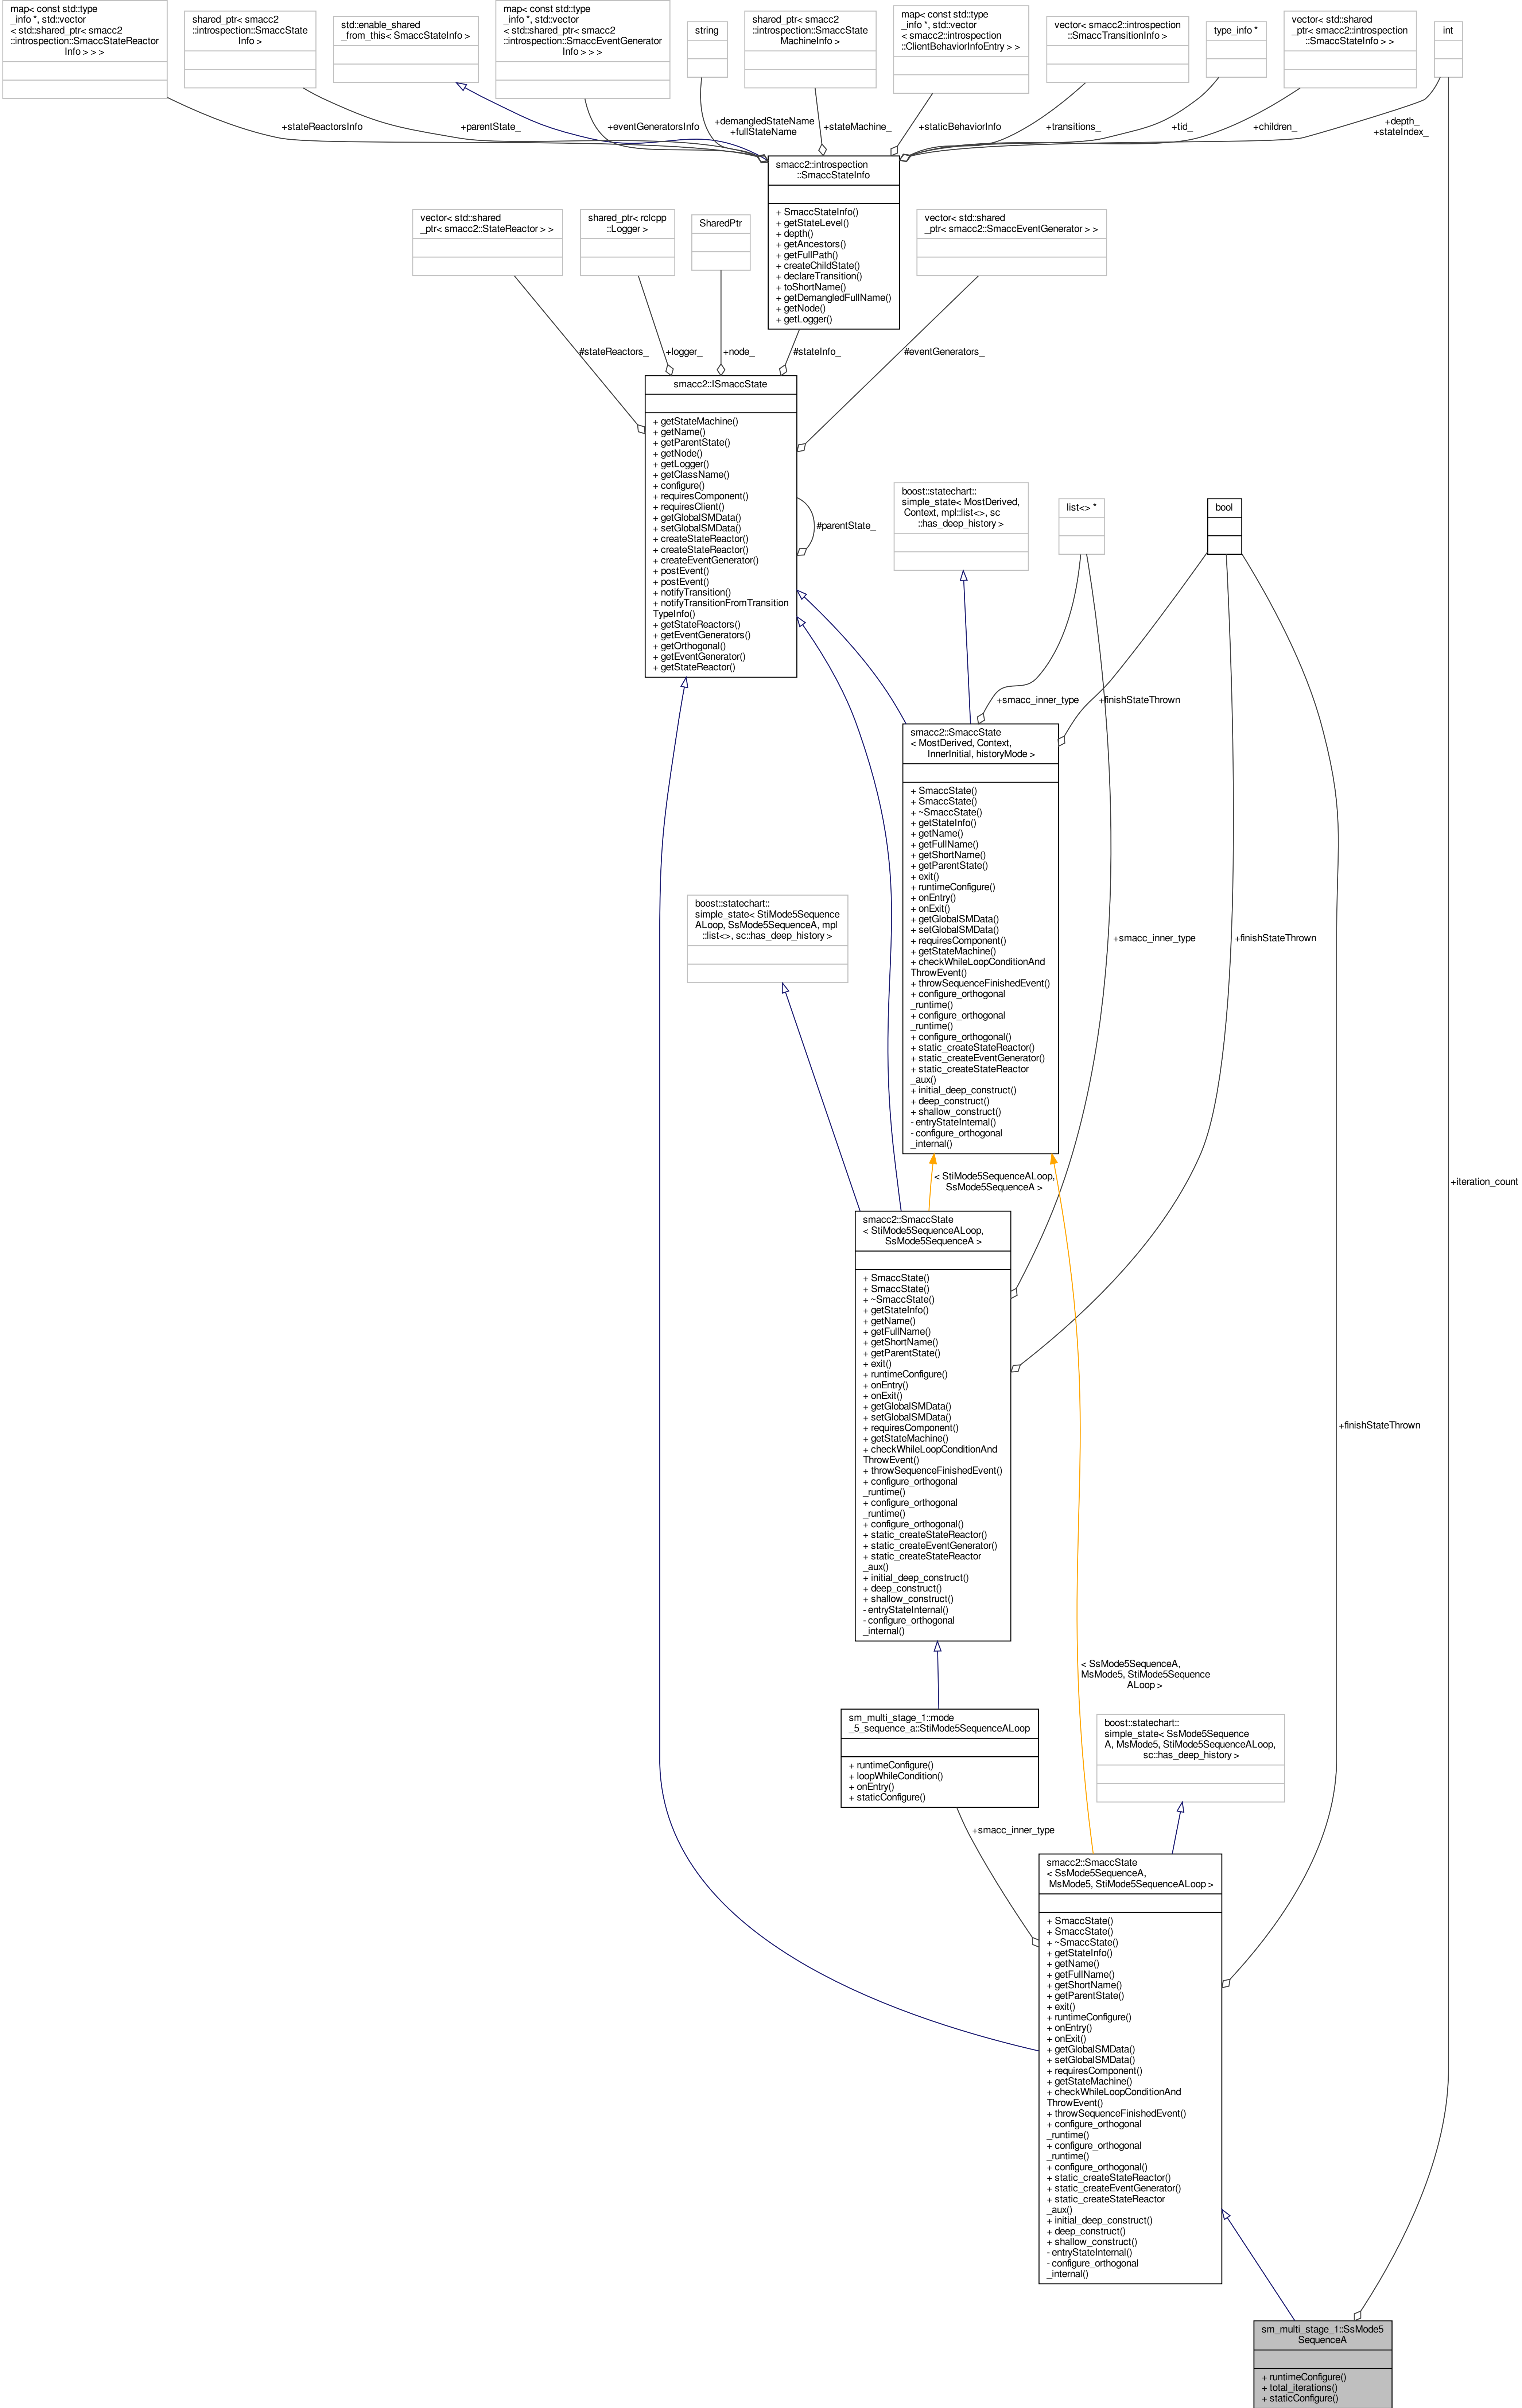 map< const std::type
_info *, std::vector
< std::shared_ptr< smacc2
::introspection::SmaccStateReactor
Info > > >
shared_ptr< smacc2
::introspection::SmaccState
Info >
std::enable_shared
_from_this< SmaccStateInfo >
map< const std::type
_info *, std::vector
< std::shared_ptr< smacc2
::introspection::SmaccEventGenerator
Info > > >
string
shared_ptr< smacc2
::introspection::SmaccState
MachineInfo >
map< const std::type
_info *, std::vector
< smacc2::introspection
::ClientBehaviorInfoEntry > >
vector< smacc2::introspection
::SmaccTransitionInfo >
type_info *
vector< std::shared
_ptr< smacc2::introspection
::SmaccStateInfo > >
int
+stateReactorsInfo
+parentState_
+eventGeneratorsInfo
+demangledStateName
+fullStateName
+stateMachine_
+staticBehaviorInfo
+transitions_
+tid_
+children_
+depth_
+stateIndex_
smacc2::introspection
::SmaccStateInfo
+ SmaccStateInfo()
+ getStateLevel()
+ depth()
+ getAncestors()
+ getFullPath()
+ createChildState()
+ declareTransition()
+ toShortName()
+ getDemangledFullName()
+ getNode()
+ getLogger()
vector< std::shared
_ptr< smacc2::StateReactor > >
shared_ptr< rclcpp
::Logger >
SharedPtr
vector< std::shared
_ptr< smacc2::SmaccEventGenerator > >
#stateReactors_
+logger_
+node_
#stateInfo_
#eventGenerators_
smacc2::ISmaccState
+ getStateMachine()
+ getName()
+ getParentState()
+ getNode()
+ getLogger()
+ getClassName()
+ configure()
+ requiresComponent()
+ requiresClient()
+ getGlobalSMData()
+ setGlobalSMData()
+ createStateReactor()
+ createStateReactor()
+ createEventGenerator()
+ postEvent()
+ postEvent()
+ notifyTransition()
+ notifyTransitionFromTransition
TypeInfo()
+ getStateReactors()
+ getEventGenerators()
+ getOrthogonal()
+ getEventGenerator()
+ getStateReactor()
#parentState_
boost::statechart::
simple_state< MostDerived,
Context, mpl::list<>, sc
::has_deep_history >
list<> *
bool
+smacc_inner_type
+finishStateThrown
smacc2::SmaccState
< MostDerived, Context,
InnerInitial, historyMode >
+ SmaccState()
+ SmaccState()
+ ~SmaccState()
+ getStateInfo()
+ getName()
+ getFullName()
+ getShortName()
+ getParentState()
+ exit()
+ runtimeConfigure()
+ onEntry()
+ onExit()
+ getGlobalSMData()
+ setGlobalSMData()
+ requiresComponent()
+ getStateMachine()
+ checkWhileLoopConditionAnd
ThrowEvent()
+ throwSequenceFinishedEvent()
+ configure_orthogonal
_runtime()
+ configure_orthogonal
_runtime()
+ configure_orthogonal()
+ static_createStateReactor()
+ static_createEventGenerator()
+ static_createStateReactor
_aux()
+ initial_deep_construct()
+ deep_construct()
+ shallow_construct()
- entryStateInternal()
- configure_orthogonal
_internal()
boost::statechart::
simple_state< StiMode5Sequence
ALoop, SsMode5SequenceA, mpl
::list<>, sc::has_deep_history >
+smacc_inner_type
+finishStateThrown
< StiMode5SequenceALoop,
SsMode5SequenceA >
+iteration_count
smacc2::SmaccState
< StiMode5SequenceALoop,
SsMode5SequenceA >
+ SmaccState()
+ SmaccState()
+ ~SmaccState()
+ getStateInfo()
+ getName()
+ getFullName()
+ getShortName()
+ getParentState()
+ exit()
+ runtimeConfigure()
+ onEntry()
+ onExit()
+ getGlobalSMData()
+ setGlobalSMData()
+ requiresComponent()
+ getStateMachine()
+ checkWhileLoopConditionAnd
ThrowEvent()
+ throwSequenceFinishedEvent()
+ configure_orthogonal
_runtime()
+ configure_orthogonal
_runtime()
+ configure_orthogonal()
+ static_createStateReactor()
+ static_createEventGenerator()
+ static_createStateReactor
_aux()
+ initial_deep_construct()
+ deep_construct()
+ shallow_construct()
- entryStateInternal()
- configure_orthogonal
_internal()
+finishStateThrown
< SsMode5SequenceA,
MsMode5, StiMode5Sequence
ALoop >
sm_multi_stage_1::mode
_5_sequence_a::StiMode5SequenceALoop
+ runtimeConfigure()
+ loopWhileCondition()
+ onEntry()
+ staticConfigure()
boost::statechart::
simple_state< SsMode5Sequence
A, MsMode5, StiMode5SequenceALoop,
sc::has_deep_history >
+smacc_inner_type
smacc2::SmaccState
< SsMode5SequenceA,
MsMode5, StiMode5SequenceALoop >
+ SmaccState()
+ SmaccState()
+ ~SmaccState()
+ getStateInfo()
+ getName()
+ getFullName()
+ getShortName()
+ getParentState()
+ exit()
+ runtimeConfigure()
+ onEntry()
+ onExit()
+ getGlobalSMData()
+ setGlobalSMData()
+ requiresComponent()
+ getStateMachine()
+ checkWhileLoopConditionAnd
ThrowEvent()
+ throwSequenceFinishedEvent()
+ configure_orthogonal
_runtime()
+ configure_orthogonal
_runtime()
+ configure_orthogonal()
+ static_createStateReactor()
+ static_createEventGenerator()
+ static_createStateReactor
_aux()
+ initial_deep_construct()
+ deep_construct()
+ shallow_construct()
- entryStateInternal()
- configure_orthogonal
_internal()
sm_multi_stage_1::SsMode5
SequenceA
+ runtimeConfigure()
+ total_iterations()
+ staticConfigure()